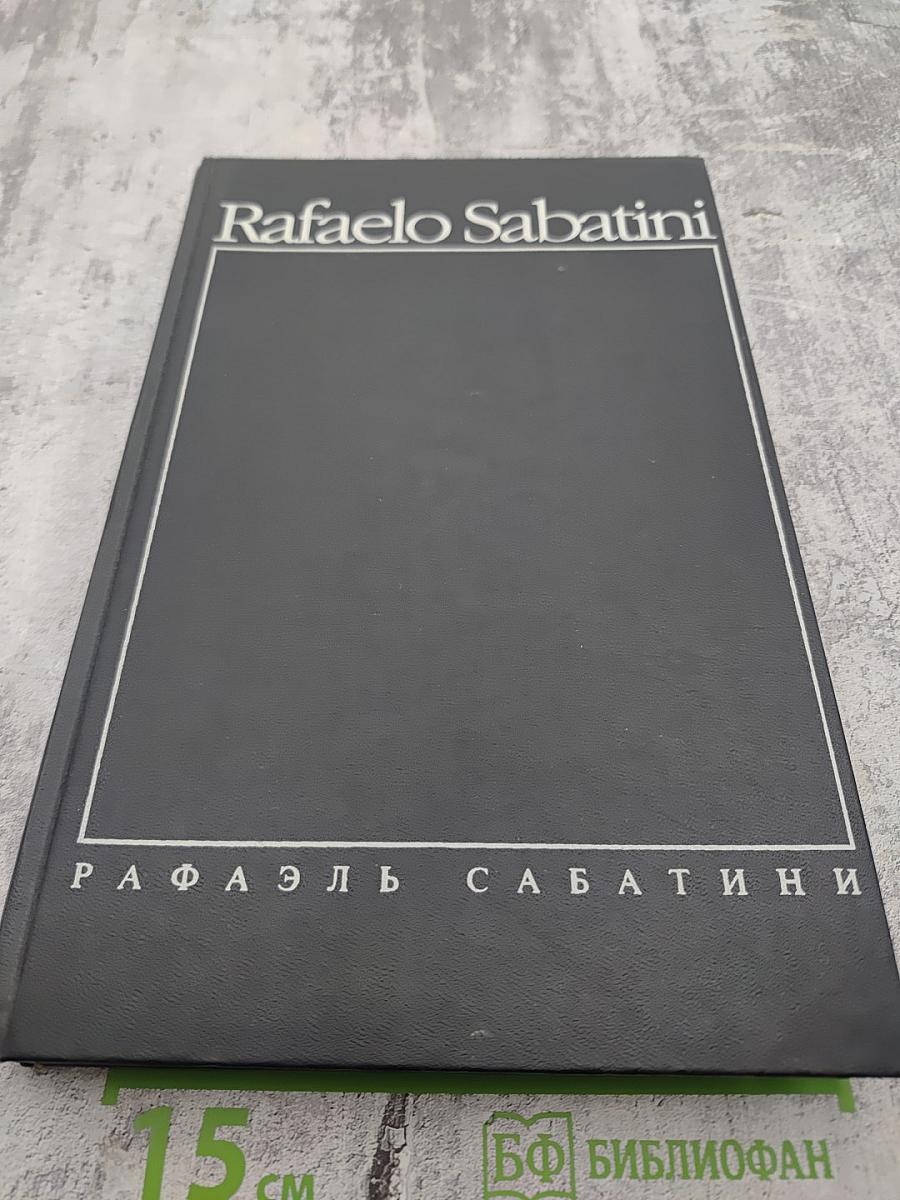 Rafaelo Sabatini
РАФАЭЛЬ САБАТИНИ
15 см
БФ БИБЛИОФАН